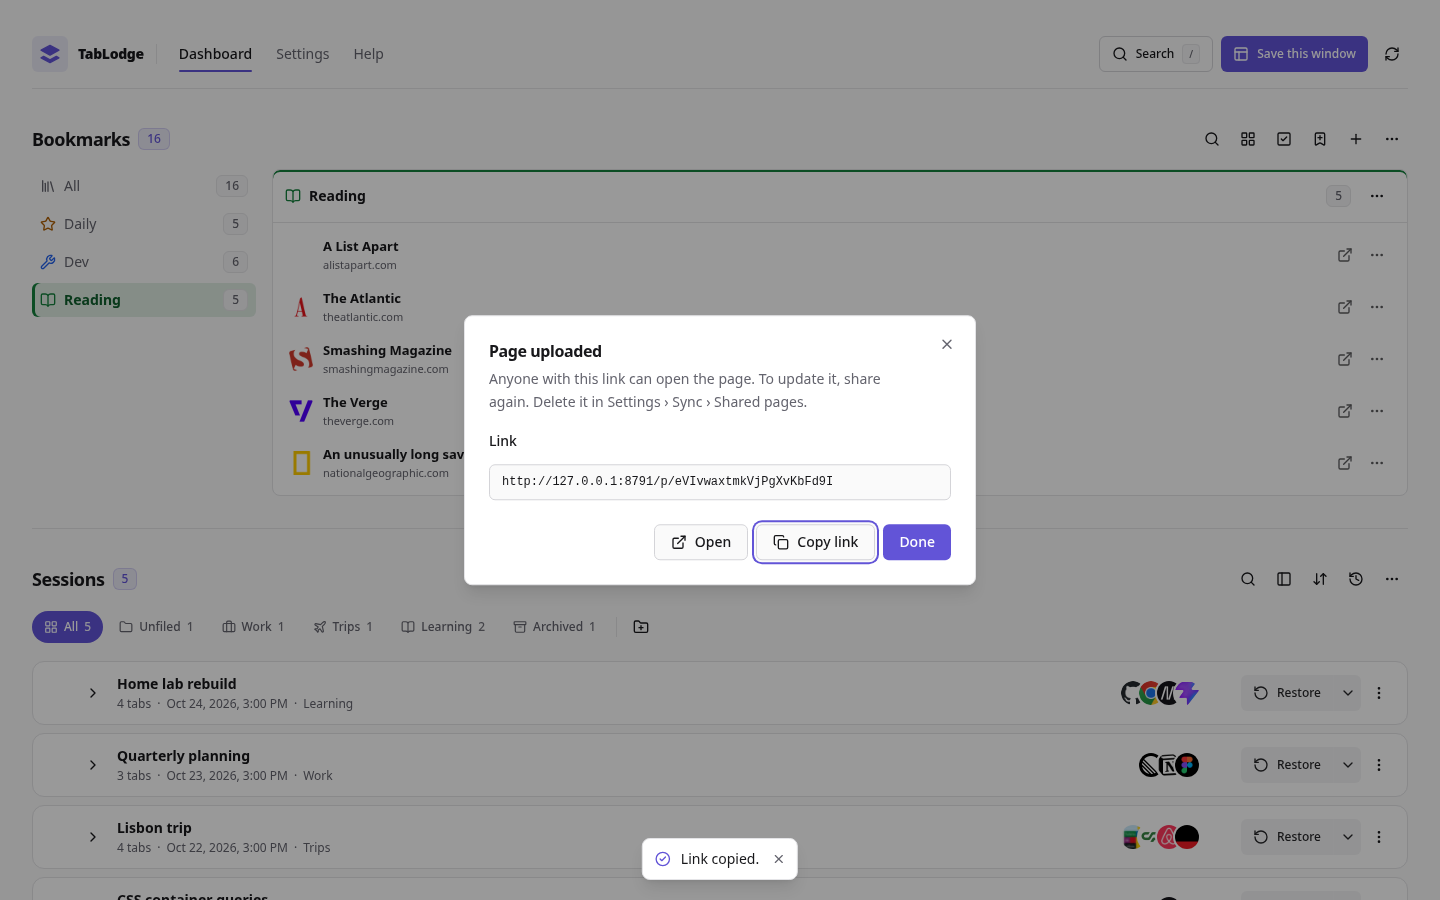 TabLodge
Dashboard
Settings
Help
Search /
Save this window
Bookmarks 16
All 16
Daily 5
Dev 6
Reading 5
Reading 5
A List Apart
alistapart.com
The Atlantic
theatlantic.com
Smashing Magazine
smashingmagazine.com
The Verge
theverge.com
An unusually long sav
nationalgeographic.com
Page uploaded
Anyone with this link can open the page. To update it, share
again. Delete it in Settings › Sync › Shared pages.
Link
http://127.0.0.1:8791/p/eVIvwaxtmkVjPgXvKbFd9I
Open
Copy link
Done
Sessions 5
All 5
Unfiled 1
Work 1
Trips 1
Learning 2
Archived 1
Home lab rebuild
4 tabs · Oct 24, 2026, 3:00 PM · Learning
Restore
Quarterly planning
3 tabs · Oct 23, 2026, 3:00 PM · Work
Restore
Lisbon trip
4 tabs · Oct 22, 2026, 3:00 PM · Trips
Restore
Link copied.
CSS container queries